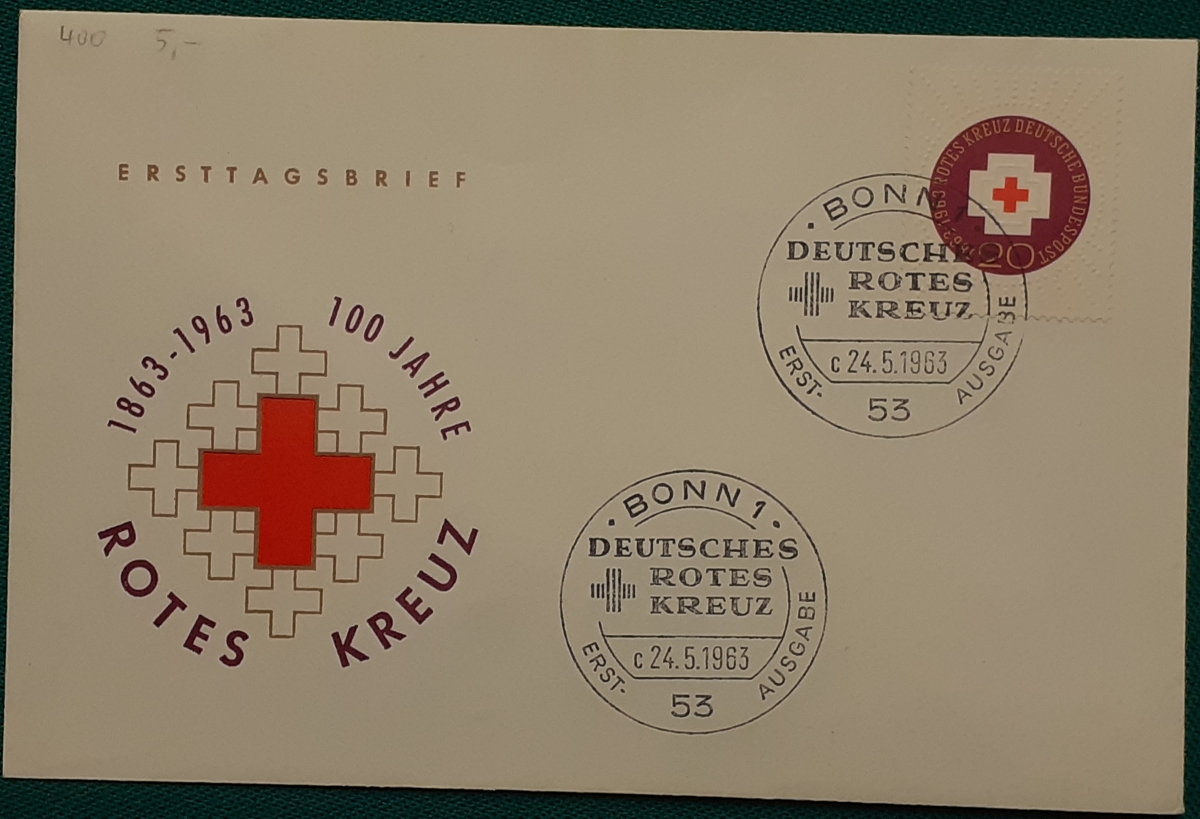 400 5,-
ERSTTAGSBRIEF
1863-1963 100 JAHRE
ROTES KREUZ
1863 1963 ROTES KREUZ DEUTSCHE BUNDESPOST
20
BONN 1
DEUTSCHES
ROTES
KREUZ
c 24.5.1963
ERST- AUSGABE
53
BONN 1
DEUTSCHES
ROTES
KREUZ
c 24.5.1963
ERST- AUSGABE
53